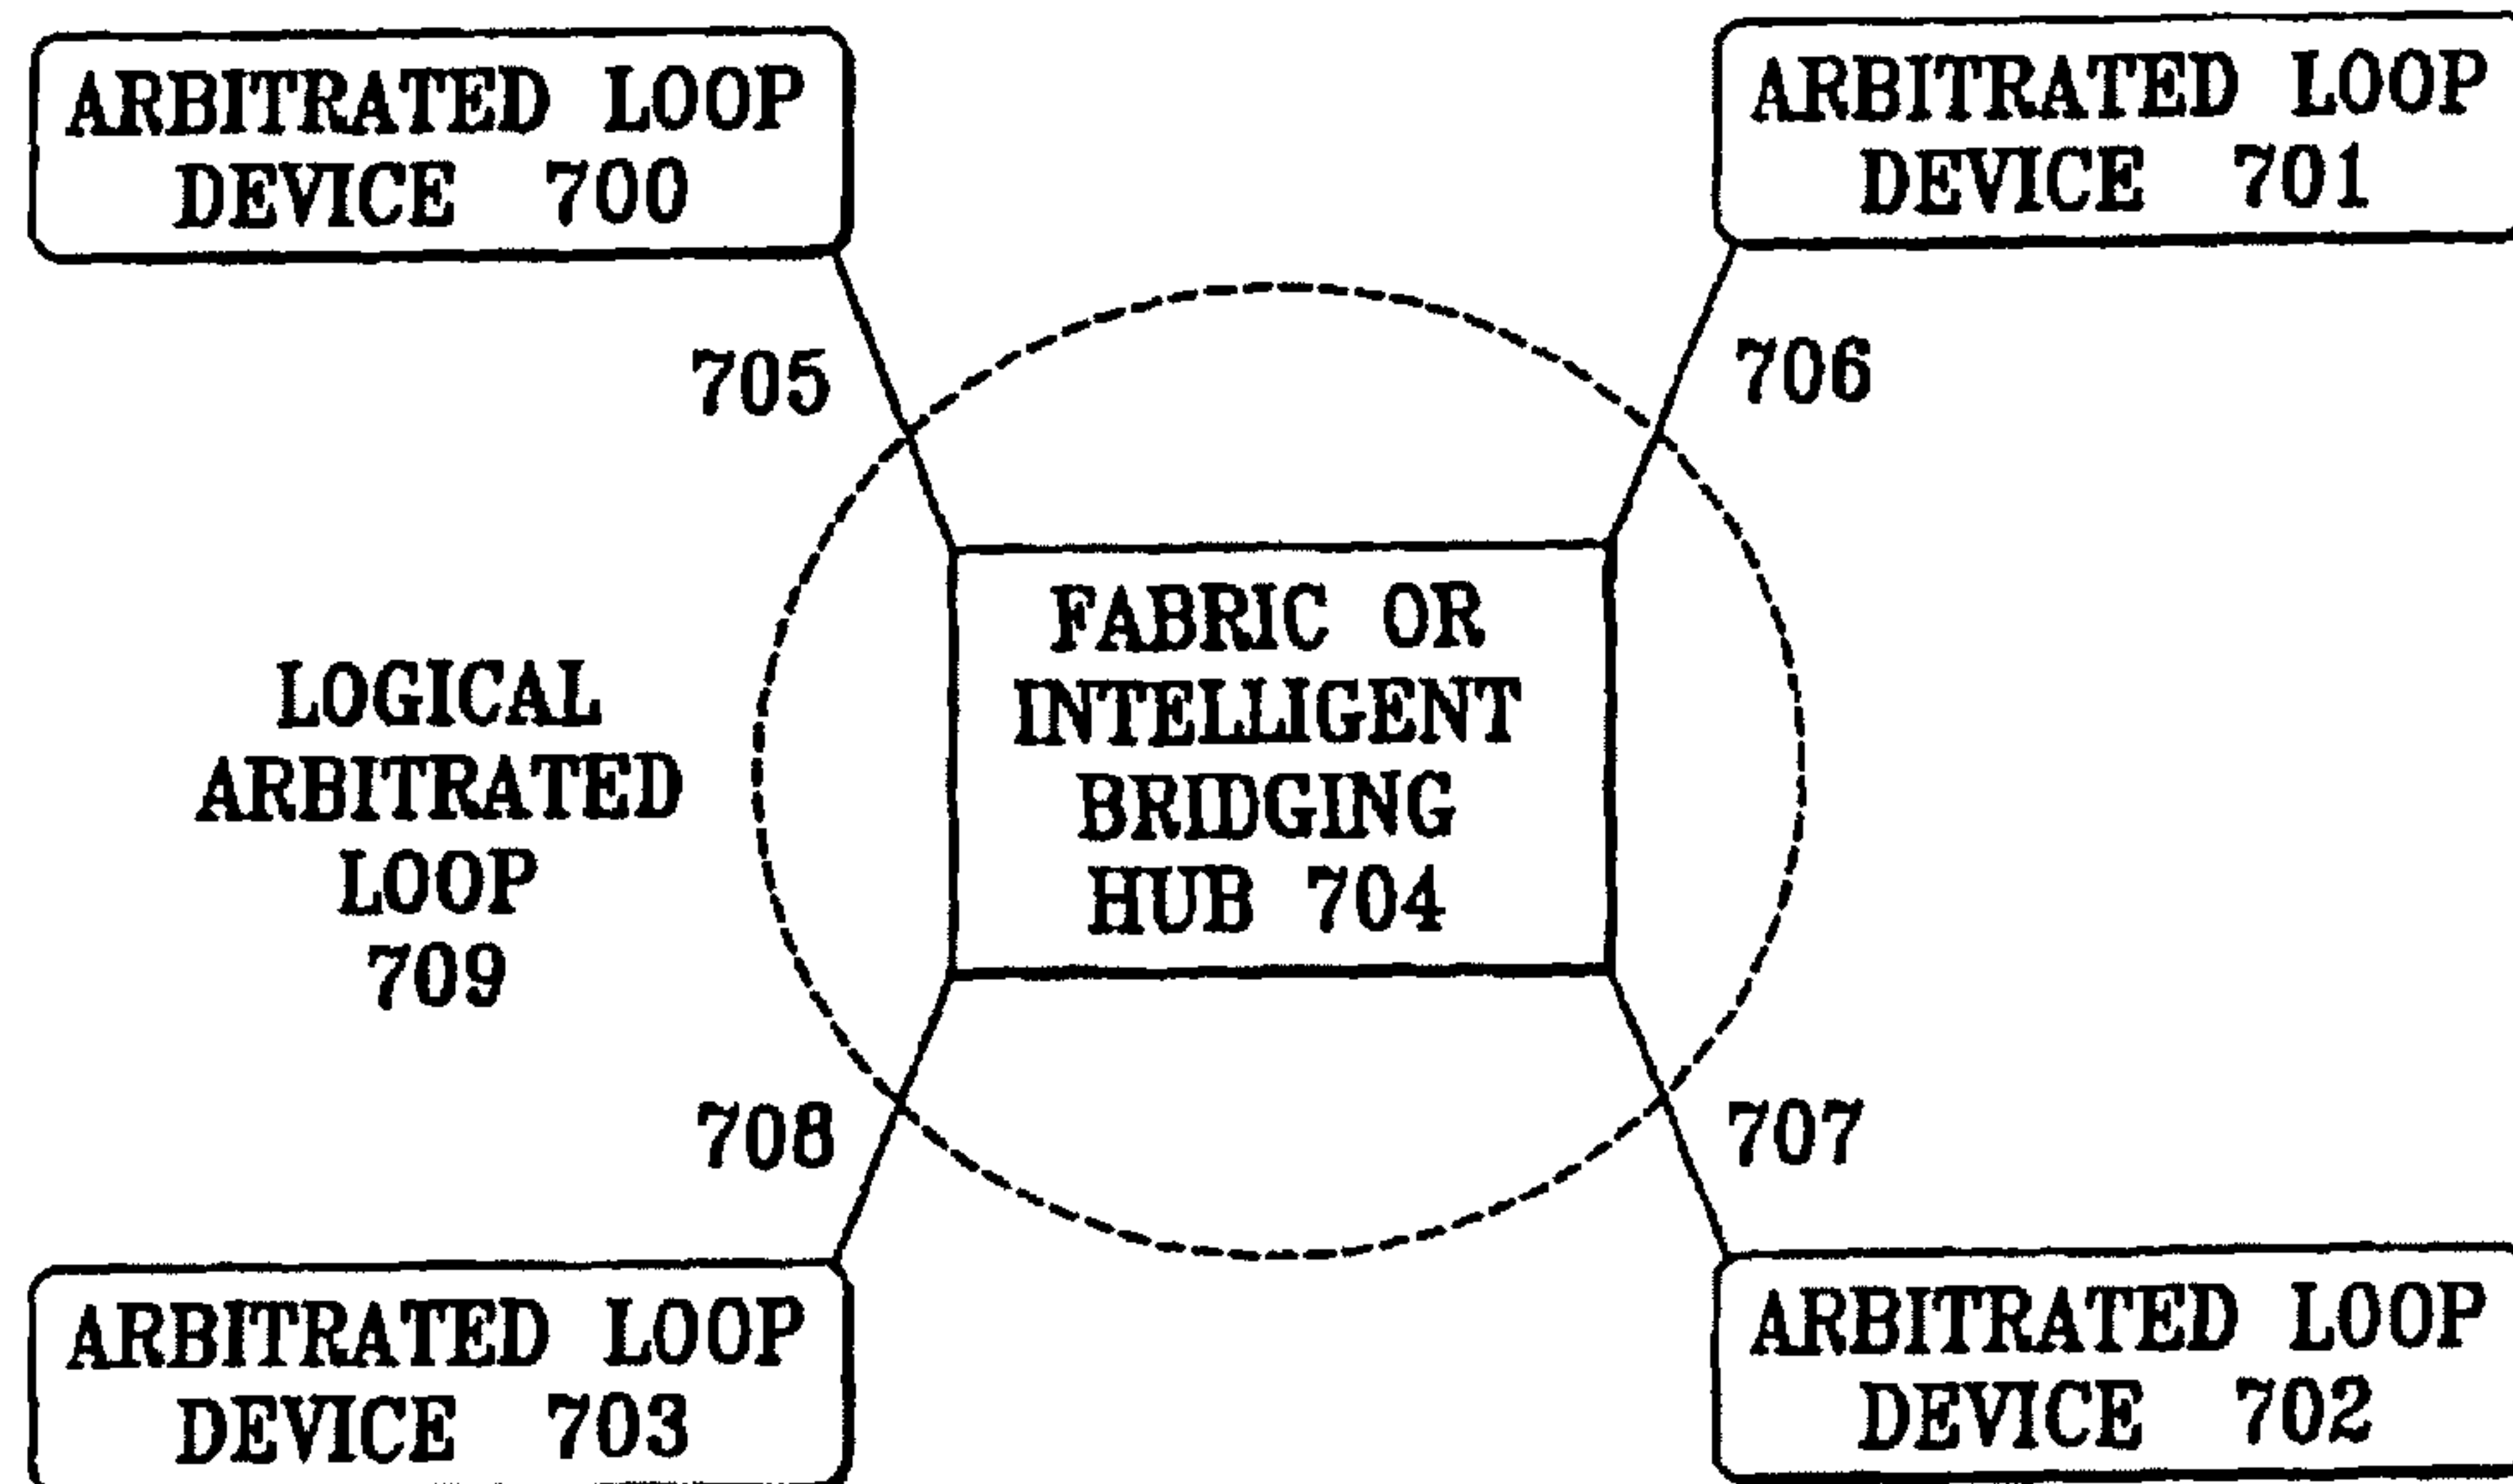 ARBITRATED LOOP
DEVICE 700
ARBITRATED LOOP
DEVICE 701
705
706
FABRIC OR
INTELLIGENT
BRIDGING
HUB 704
LOGICAL
ARBITRATED
LOOP
709
708
707
ARBITRATED LOOP
DEVICE 703
ARBITRATED LOOP
DEVICE 702